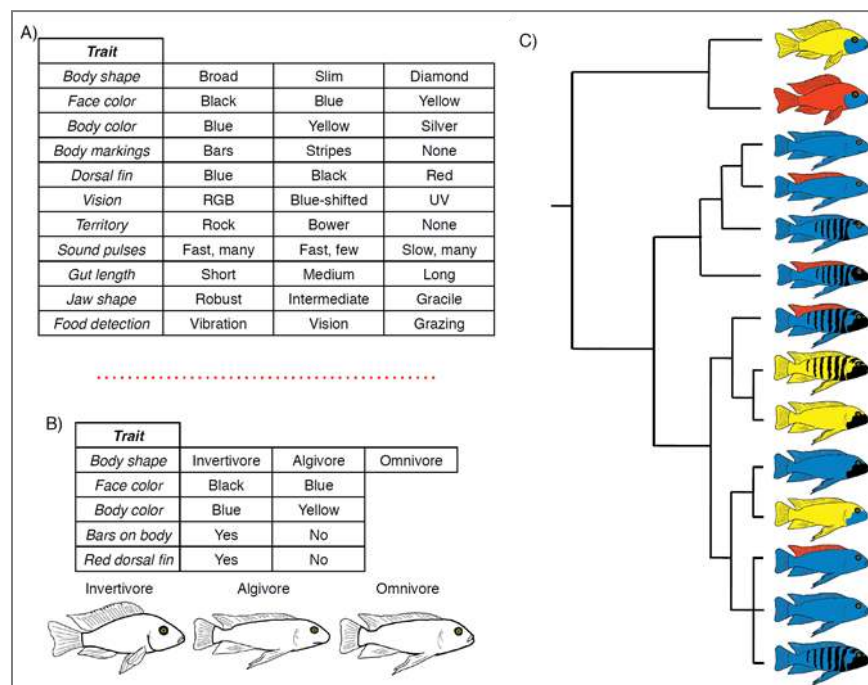 A)
Trait
Body shape Broad Slim Diamond
Face color Black Blue Yellow
Body color Blue Yellow Silver
Body markings Bars Stripes None
Dorsal fin Blue Black Red
Vision RGB Blue-shifted UV
Territory Rock Bower None
Sound pulses Fast, many Fast, few Slow, many
Gut length Short Medium Long
Jaw shape Robust Intermediate Gracile
Food detection Vibration Vision Grazing
B)
Trait
Body shape Invertivore Algivore Omnivore
Face color Black Blue
Body color Blue Yellow
Bars on body Yes No
Red dorsal fin Yes No
Invertivore Algivore Omnivore
C)